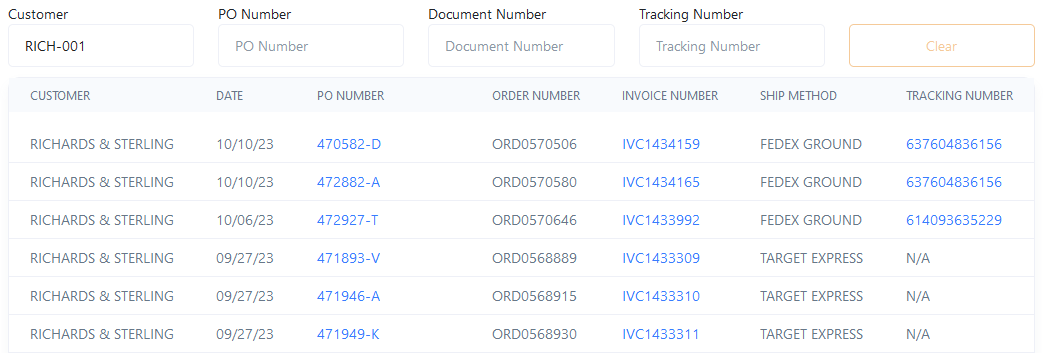 Customer PO Number Document Number Tracking Number
RICH-001 PO Number Document Number Tracking Number Clear
CUSTOMER DATE PO NUMBER ORDER NUMBER INVOICE NUMBER SHIP METHOD TRACKING NUMBER
RICHARDS & STERLING 10/10/23 470582-D ORD0570506 IVC1434159 FEDEX GROUND 637604836156
RICHARDS & STERLING 10/10/23 472882-A ORD0570580 IVC1434165 FEDEX GROUND 637604836156
RICHARDS & STERLING 10/06/23 472927-T ORD0570646 IVC1433992 FEDEX GROUND 614093635229
RICHARDS & STERLING 09/27/23 471893-V ORD0568889 IVC1433309 TARGET EXPRESS N/A
RICHARDS & STERLING 09/27/23 471946-A ORD0568915 IVC1433310 TARGET EXPRESS N/A
RICHARDS & STERLING 09/27/23 471949-K ORD0568930 IVC1433311 TARGET EXPRESS N/A